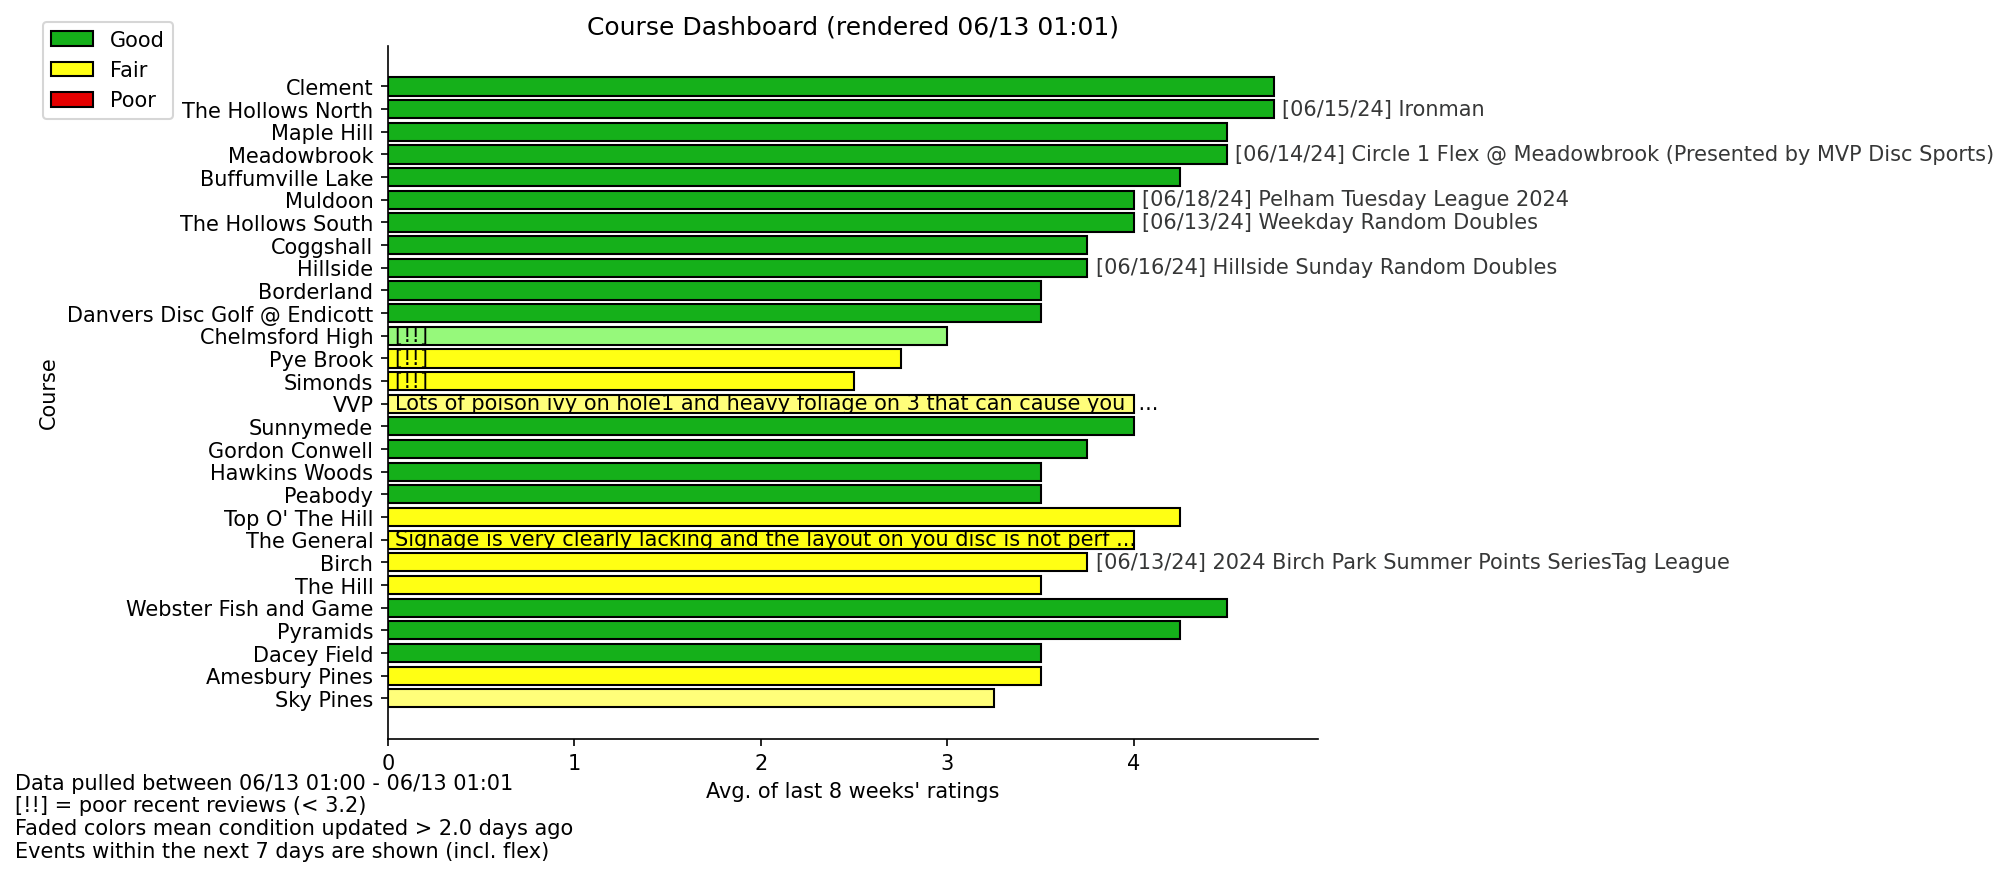 Course Dashboard (rendered 06/13 01:01)
Good
Fair
Poor
Clement
The Hollows North [06/15/24] Ironman
Maple Hill
Meadowbrook [06/14/24] Circle 1 Flex @ Meadowbrook (Presented by MVP Disc Sports)
Buffumville Lake
Muldoon [06/18/24] Pelham Tuesday League 2024
The Hollows South [06/13/24] Weekday Random Doubles
Coggshall
Hillside [06/16/24] Hillside Sunday Random Doubles
Borderland
Danvers Disc Golf @ Endicott
Chelmsford High [!!]
Pye Brook [!!]
Simonds [!!]
VVP Lots of poison ivy on hole1 and heavy foliage on 3 that can cause you ...
Sunnymede
Gordon Conwell
Hawkins Woods
Peabody
Top O' The Hill
The General Signage is very clearly lacking and the layout on you disc is not perf ...
Birch [06/13/24] 2024 Birch Park Summer Points SeriesTag League
The Hill
Webster Fish and Game
Pyramids
Dacey Field
Amesbury Pines
Sky Pines
Course
0 1 2 3 4
Avg. of last 8 weeks' ratings
Data pulled between 06/13 01:00 - 06/13 01:01
[!!] = poor recent reviews (< 3.2)
Faded colors mean condition updated > 2.0 days ago
Events within the next 7 days are shown (incl. flex)